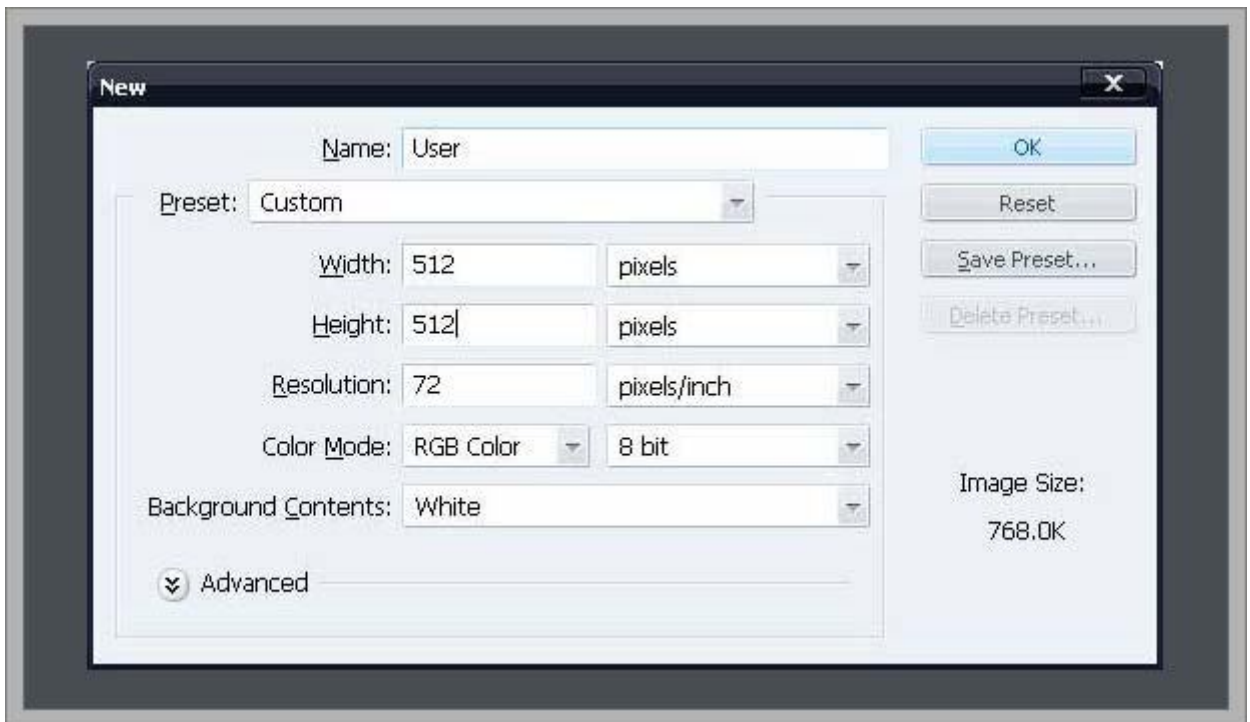 New
Name: User
OK
Preset: Custom
Reset
Width: 512 pixels
Save Preset...
Height: 512 pixels
Delete Preset...
Resolution: 72 pixels/inch
Color Mode: RGB Color 8 bit
Image Size:
Background Contents: White
768.0K
Advanced